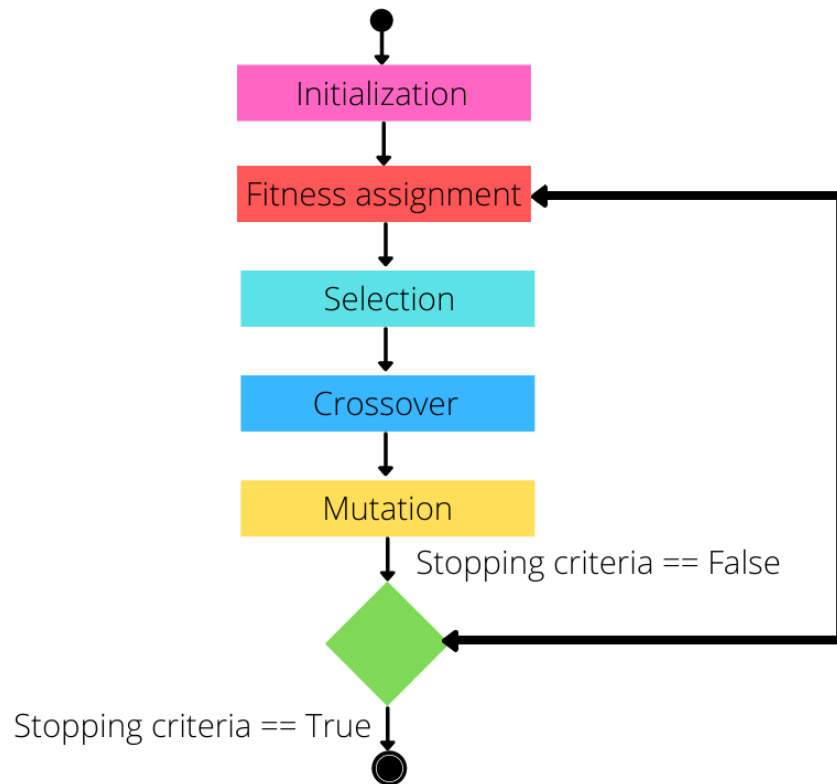 Initialization
Fitness assignment
Selection
Crossover
Mutation
Stopping criteria == False
Stopping criteria == True